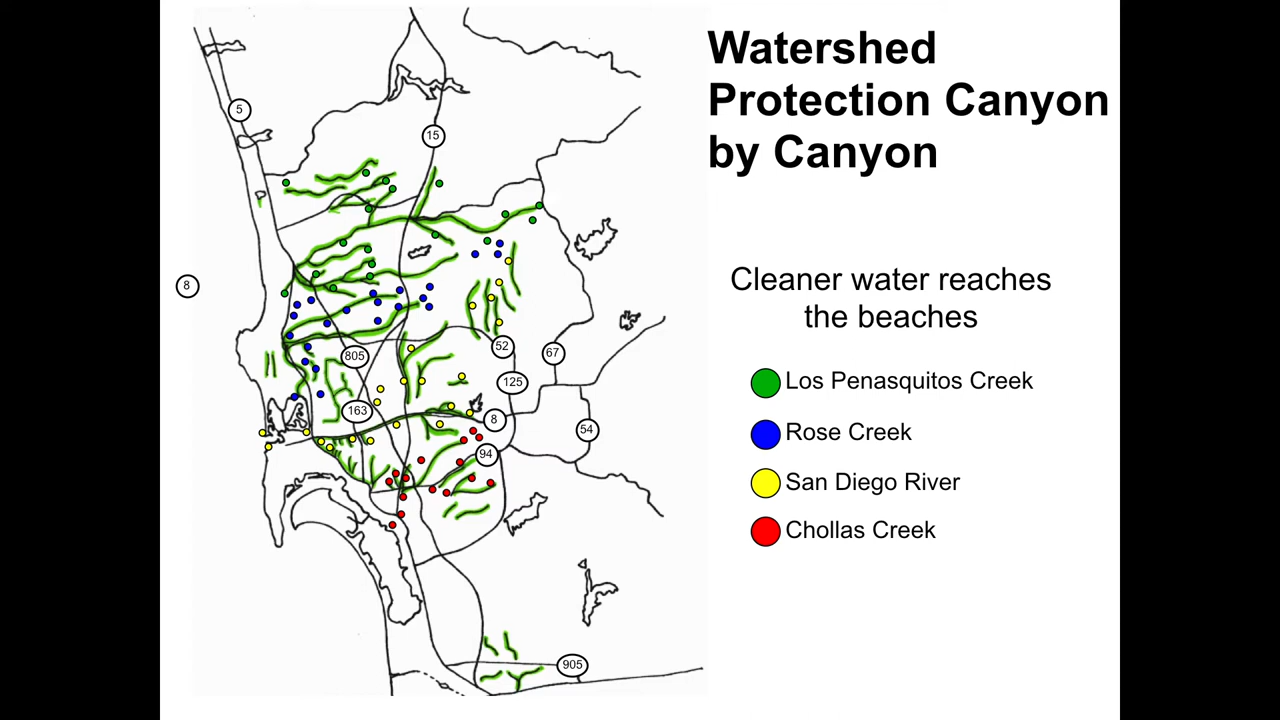 Watershed
Protection Canyon
by Canyon
Cleaner water reaches
the beaches
Los Penasquitos Creek
Rose Creek
San Diego River
Chollas Creek
5
15
8
52
805
67
125
163
8
54
94
905